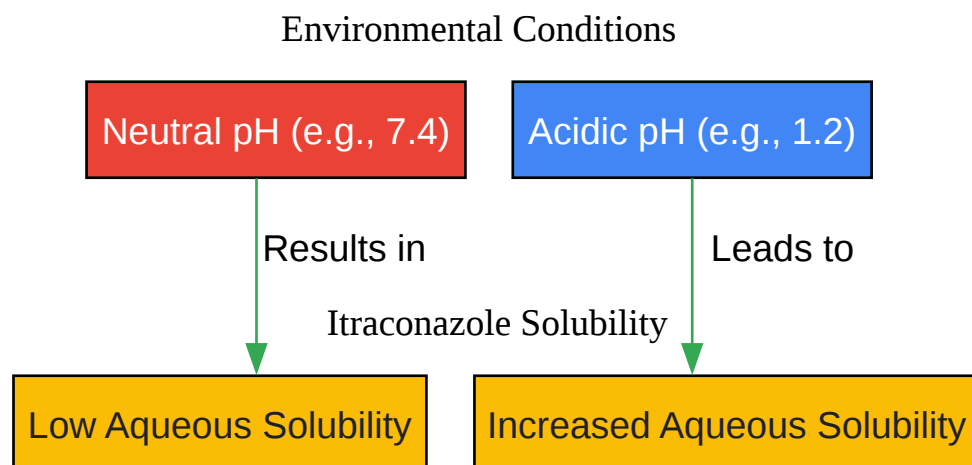 Environmental Conditions
Neutral pH (e.g., 7.4)
Acidic pH (e.g., 1.2)
Results in
Leads to
Itraconazole Solubility
Low Aqueous Solubility
Increased Aqueous Solubility